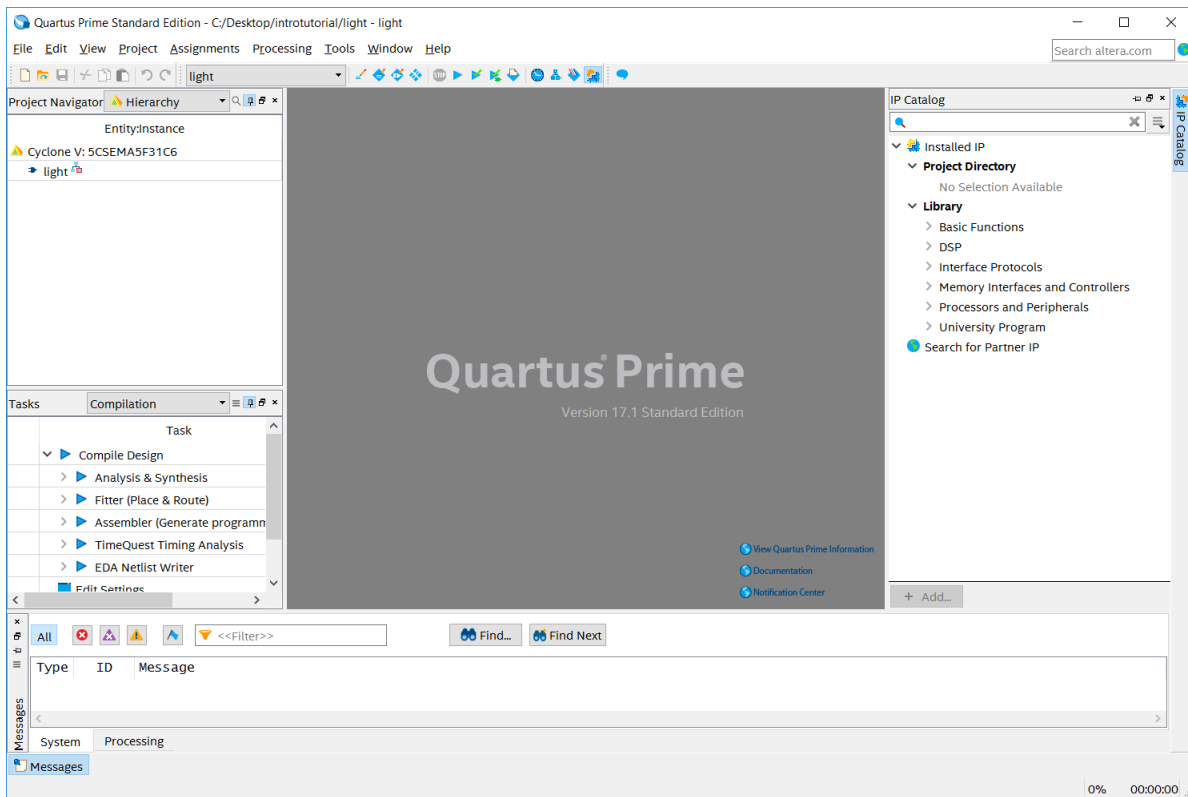 Quartus Prime Standard Edition - C:/Desktop/introtutorial/light - light
File Edit View Project Assignments Processing Tools Window Help
Search altera.com
light
STOP
Project Navigator Hierarchy
Entity:Instance
Cyclone V: 5CSEMA5F31C6
light
Tasks Compilation
Task
Compile Design
Analysis & Synthesis
Fitter (Place & Route)
Assembler (Generate programm
TimeQuest Timing Analysis
EDA Netlist Writer
Edit Settings
Quartus® Prime
Version 17.1 Standard Edition
View Quartus Prime Information
Documentation
Notification Center
IP Catalog
Installed IP
Project Directory
No Selection Available
Library
Basic Functions
DSP
Interface Protocols
Memory Interfaces and Controllers
Processors and Peripherals
University Program
Search for Partner IP
+ Add...
IP Catalog
All
<<Filter>>
Find...
Find Next
Type ID Message
Messages
System Processing
Messages
0% 00:00:00